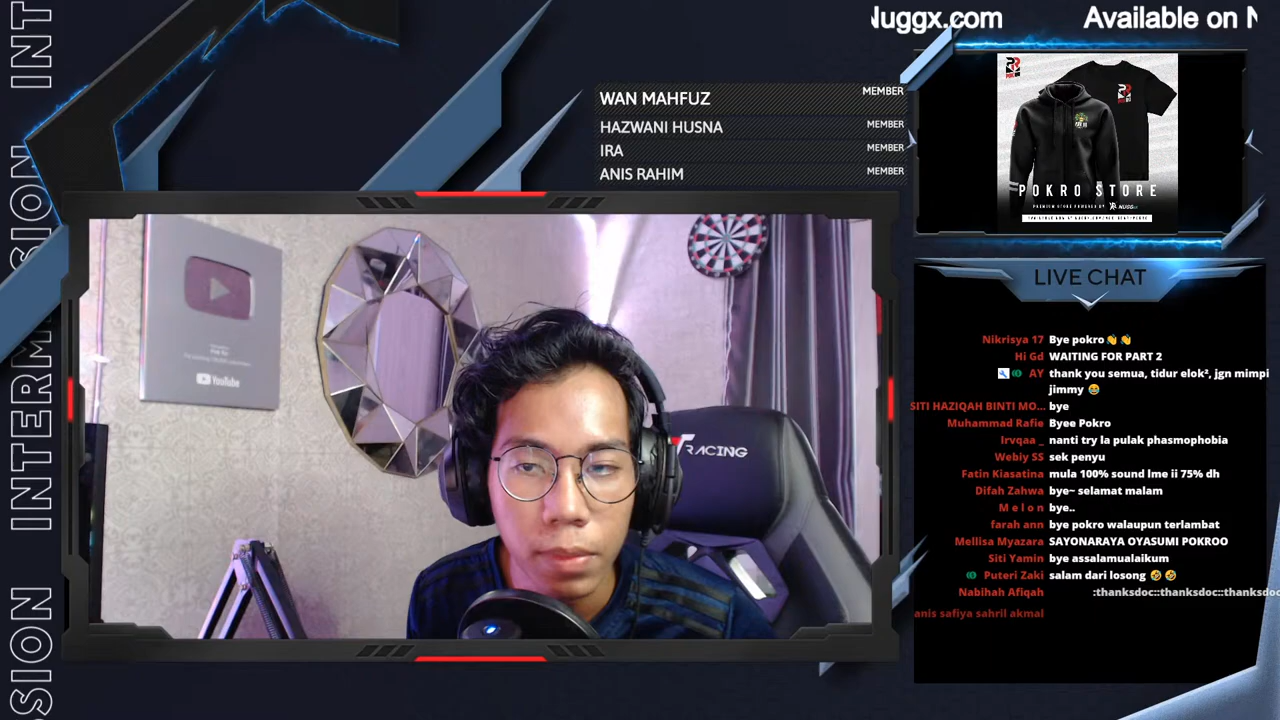 Nuggx.com
Available on N
WAN MAHFUZ MEMBER
HAZWANI HUSNA MEMBER
IRA MEMBER
ANIS RAHIM MEMBER
POKRO STORE
LIVE CHAT
Nikrisya 17 Bye pokro👏👏
Hi Gd WAITING FOR PART 2
AY thank you semua, tidur elok², jgn mimpi
jimmy 😂
SITI HAZIQAH BINTI MO... bye
Muhammad Rafie Byee Pokro
Irvqaa _ nanti try la pulak phasmophobia
Webiy SS sek penyu
Fatin Kiasatina mula 100% sound lme ii 75% dh
Difah Zahwa bye~ selamat malam
M e l o n bye..
farah ann bye pokro walaupun terlambat
Mellisa Myazara SAYONARAYA OYASUMI POKROO
Siti Yamin bye assalamualaikum
Puteri Zaki salam dari losong 🤣🤣
Nabihah Afiqah :thanksdoc::thanksdoc::thanksdoc
anis safiya sahril akmal
YouTube
TRACING
INTERMISSION
INT